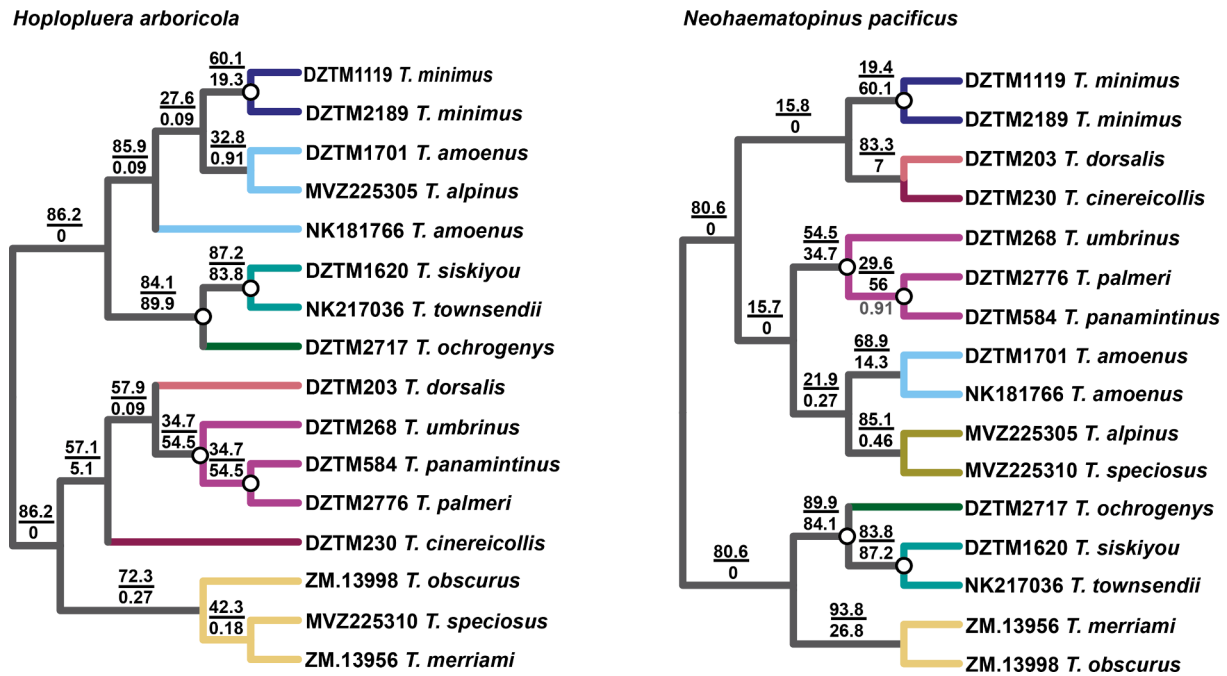 Hoplopluera arboricola
60.1
19.3
DZTM1119 T. minimus
DZTM2189 T. minimus
27.6
0.09
32.8
0.91
DZTM1701 T. amoenus
MVZ225305 T. alpinus
85.9
0.09
NK181766 T. amoenus
86.2
0
87.2
83.8
DZTM1620 T. siskiyou
NK217036 T. townsendii
84.1
89.9
DZTM2717 T. ochrogenys
57.9
0.09
DZTM203 T. dorsalis
34.7
54.5
DZTM268 T. umbrinus
34.7
54.5
DZTM584 T. panamintinus
DZTM2776 T. palmeri
57.1
5.1
DZTM230 T. cinereicollis
86.2
0
72.3
0.27
ZM.13998 T. obscurus
42.3
0.18
MVZ225310 T. speciosus
ZM.13956 T. merriami
Neohaematopinus pacificus
19.4
60.1
DZTM1119 T. minimus
DZTM2189 T. minimus
15.8
0
83.3
7
DZTM203 T. dorsalis
DZTM230 T. cinereicollis
80.6
0
54.5
34.7
DZTM268 T. umbrinus
29.6
56
0.91
DZTM2776 T. palmeri
DZTM584 T. panamintinus
15.7
0
68.9
14.3
DZTM1701 T. amoenus
NK181766 T. amoenus
21.9
0.27
85.1
0.46
MVZ225305 T. alpinus
MVZ225310 T. speciosus
89.9
84.1
DZTM2717 T. ochrogenys
83.8
87.2
DZTM1620 T. siskiyou
NK217036 T. townsendii
80.6
0
93.8
26.8
ZM.13956 T. merriami
ZM.13998 T. obscurus